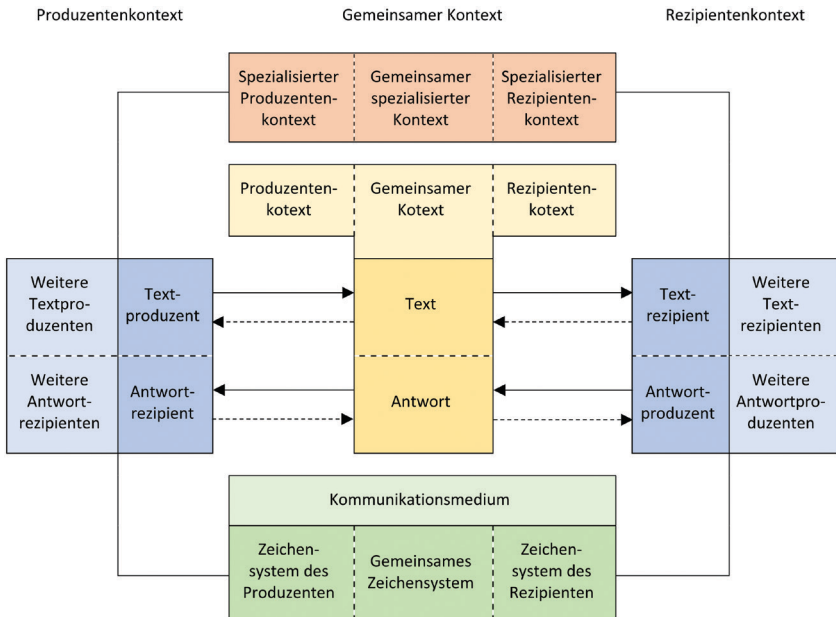 Produzentenkontext
Gemeinsamer Kontext
Rezipientenkontext
Spezialisierter
Produzenten-
kontext
Gemeinsamer
spezialisierter
Kontext
Spezialisierter
Rezipienten-
kontext
Produzenten-
kotext
Gemeinsamer
Kotext
Rezipienten-
kotext
Weitere
Textpro-
duzenten
Text-
produzent
Text
Text-
rezipient
Weitere
Text-
rezipienten
Weitere
Antwort-
rezipienten
Antwort-
rezipient
Antwort
Antwort-
produzent
Weitere
Antwortpro-
duzenten
Kommunikationsmedium
Zeichen-
system des
Produzenten
Gemeinsames
Zeichensystem
Zeichen-
system des
Rezipienten